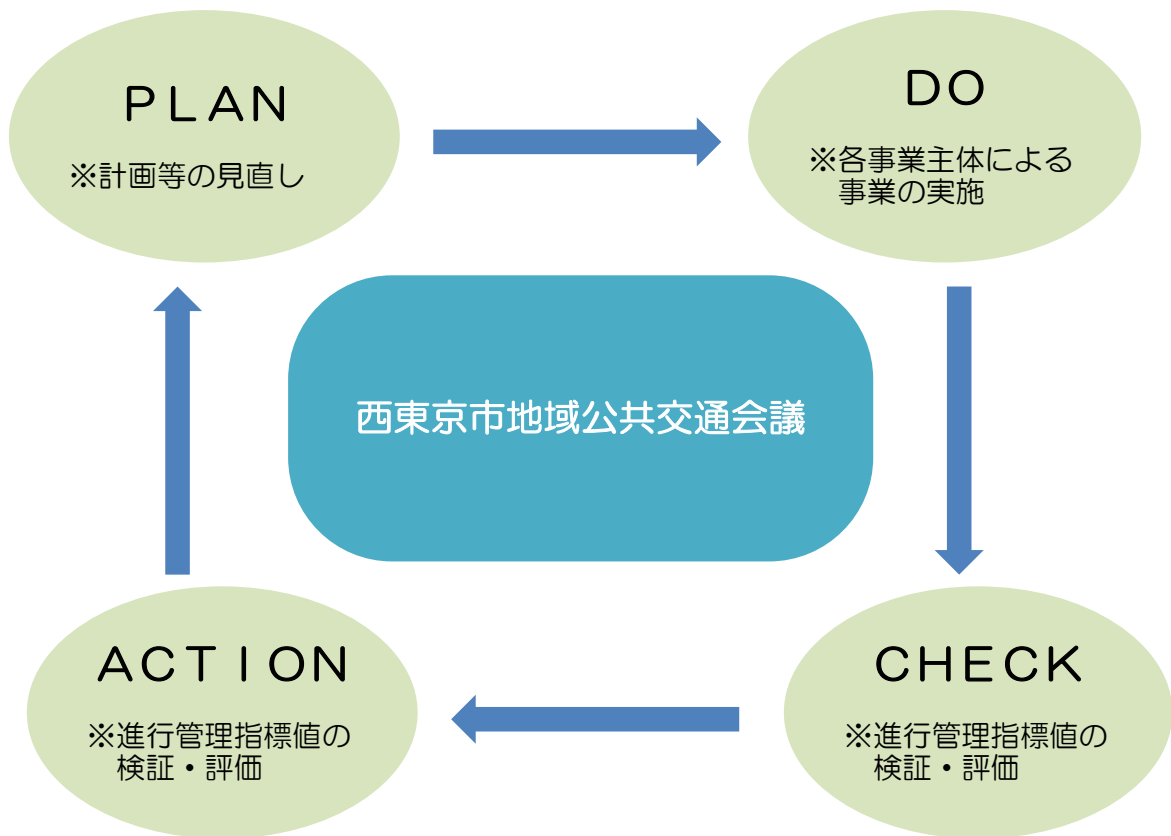 PLAN
※計画等の見直し
DO
※各事業主体による
事業の実施
西東京市地域公共交通会議
ACTION
※進行管理指標値の
検証・評価
CHECK
※進行管理指標値の
検証・評価